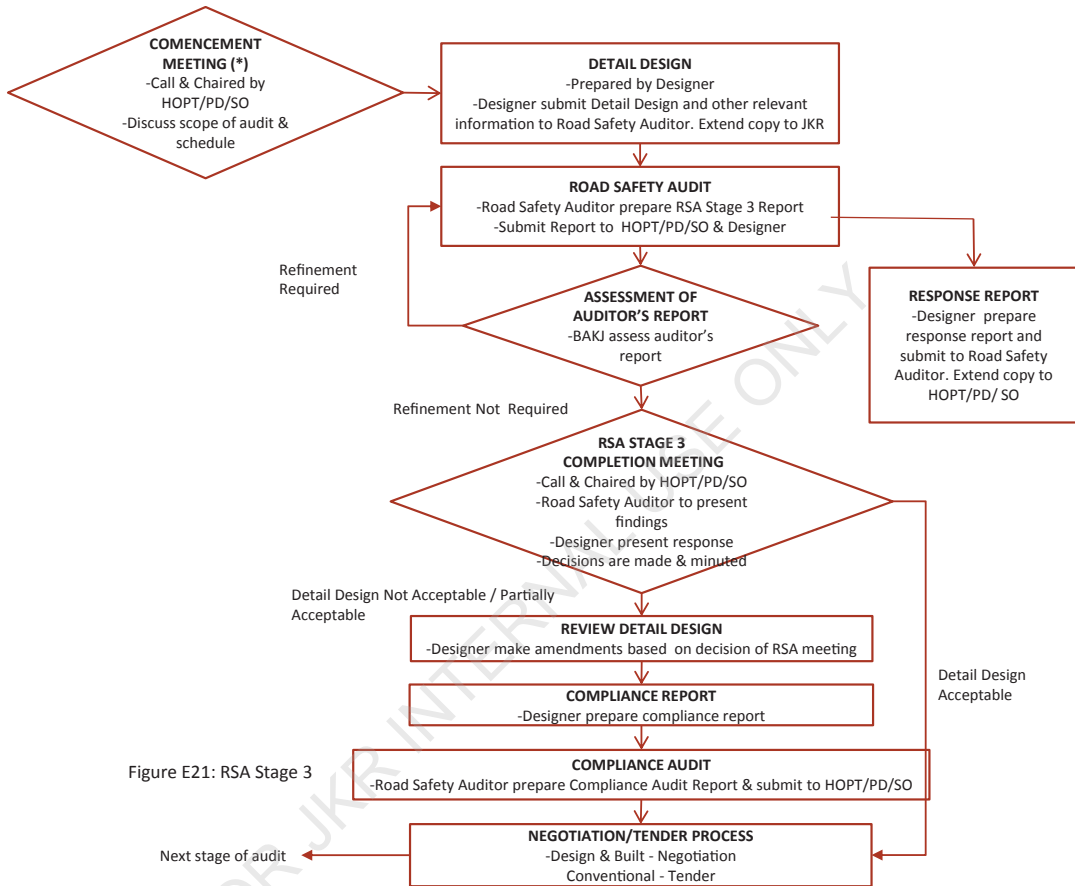 COMENCEMENT
MEETING (*)
-Call & Chaired by
HOPT/PD/SO
-Discuss scope of audit &
schedule
DETAIL DESIGN
-Prepared by Designer
-Designer submit Detail Design and other relevant
information to Road Safety Auditor. Extend copy to JKR
ROAD SAFETY AUDIT
-Road Safety Auditor prepare RSA Stage 3 Report
-Submit Report to HOPT/PD/SO & Designer
Refinement
Required
ASSESSMENT OF
AUDITOR'S REPORT
-BAKJ assess auditor's
report
RESPONSE REPORT
-Designer prepare
response report and
submit to Road Safety
Auditor. Extend copy to
HOPT/PD/ SO
Refinement Not Required
RSA STAGE 3
COMPLETION MEETING
-Call & Chaired by HOPT/PD/SO
-Road Safety Auditor to present
findings
-Designer present response
-Decisions are made & minuted
Detail Design Not Acceptable / Partially
Acceptable
REVIEW DETAIL DESIGN
-Designer make amendments based on decision of RSA meeting
Detail Design
Acceptable
COMPLIANCE REPORT
-Designer prepare compliance report
Figure E21: RSA Stage 3
COMPLIANCE AUDIT
-Road Safety Auditor prepare Compliance Audit Report & submit to HOPT/PD/SO
NEGOTIATION/TENDER PROCESS
-Design & Built - Negotiation
Conventional - Tender
Next stage of audit
OR JKR INTERNAL USE ONLY